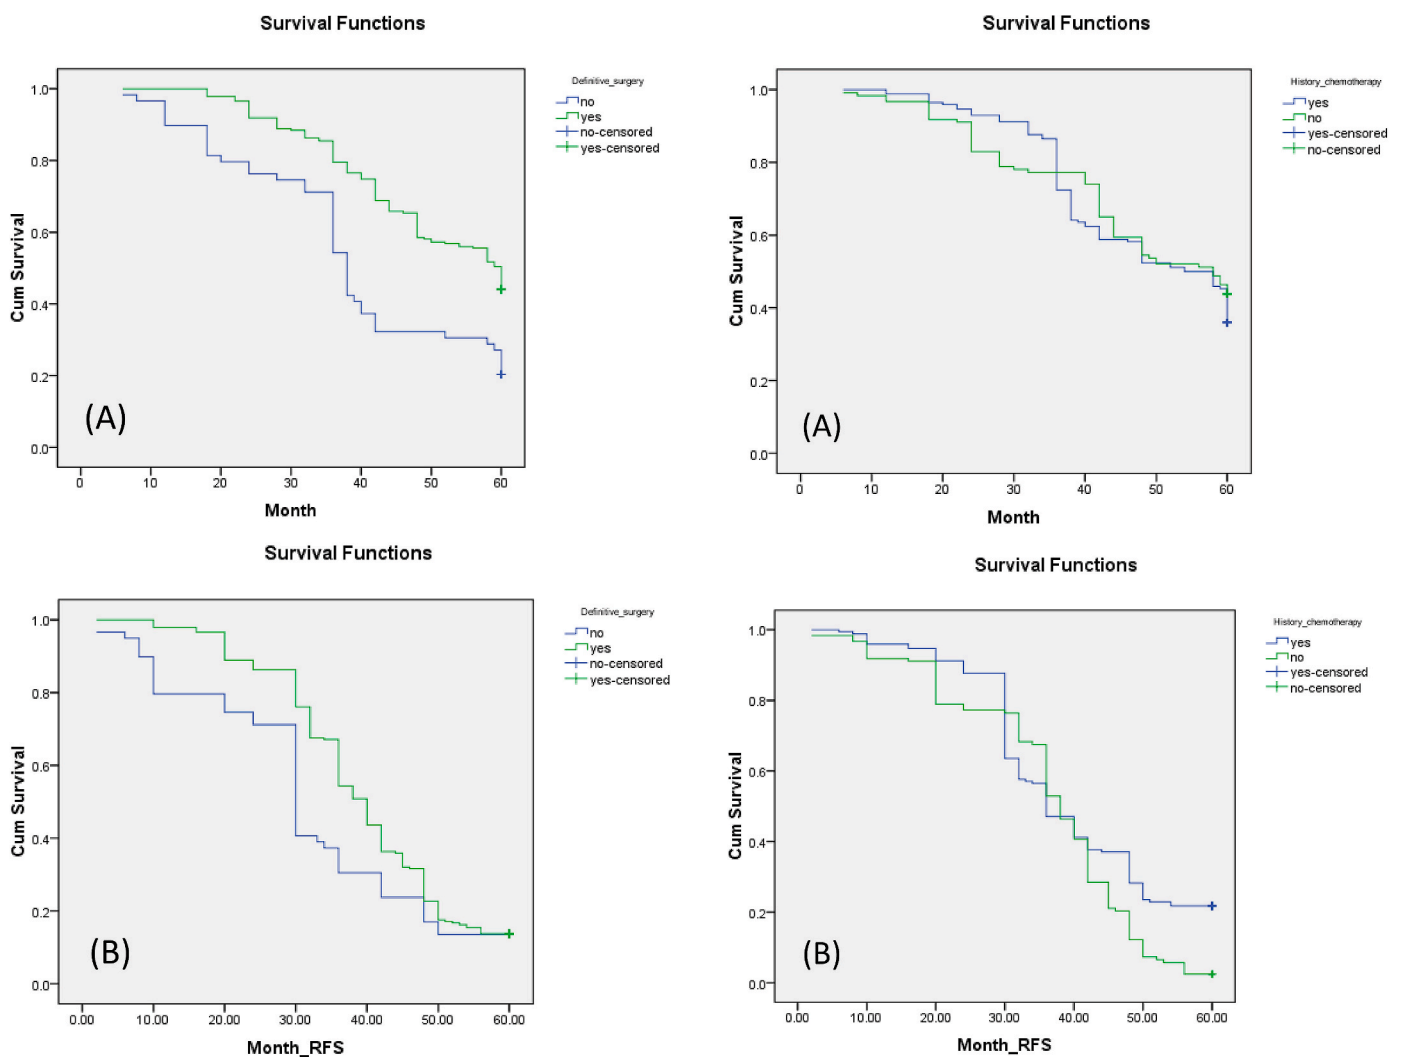 Survival Functions
Cum Survival
1.0
0.8
0.6
0.4
0.2
0.0
(A)
0 10 20 30 40 50 60
Month
Definitive_surgery
no
yes
no-censored
yes-censored
Survival Functions
Cum Survival
1.0
0.8
0.6
0.4
0.2
0.0
(A)
0 10 20 30 40 50 60
Month
History_chemotherapy
yes
no
yes-censored
no-censored
Survival Functions
Cum Survival
1.0
0.8
0.6
0.4
0.2
0.0
(B)
0.00 10.00 20.00 30.00 40.00 50.00 60.00
Month_RFS
Definitive_surgery
no
yes
no-censored
yes-censored
Survival Functions
Cum Survival
1.0
0.8
0.6
0.4
0.2
0.0
(B)
0.00 10.00 20.00 30.00 40.00 50.00 60.00
Month_RFS
History_chemotherapy
yes
no
yes-censored
no-censored